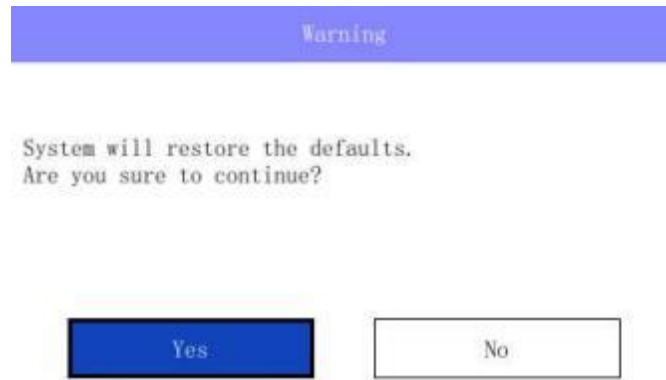 Warning
System will restore the defaults.
Are you sure to continue?
Yes
No